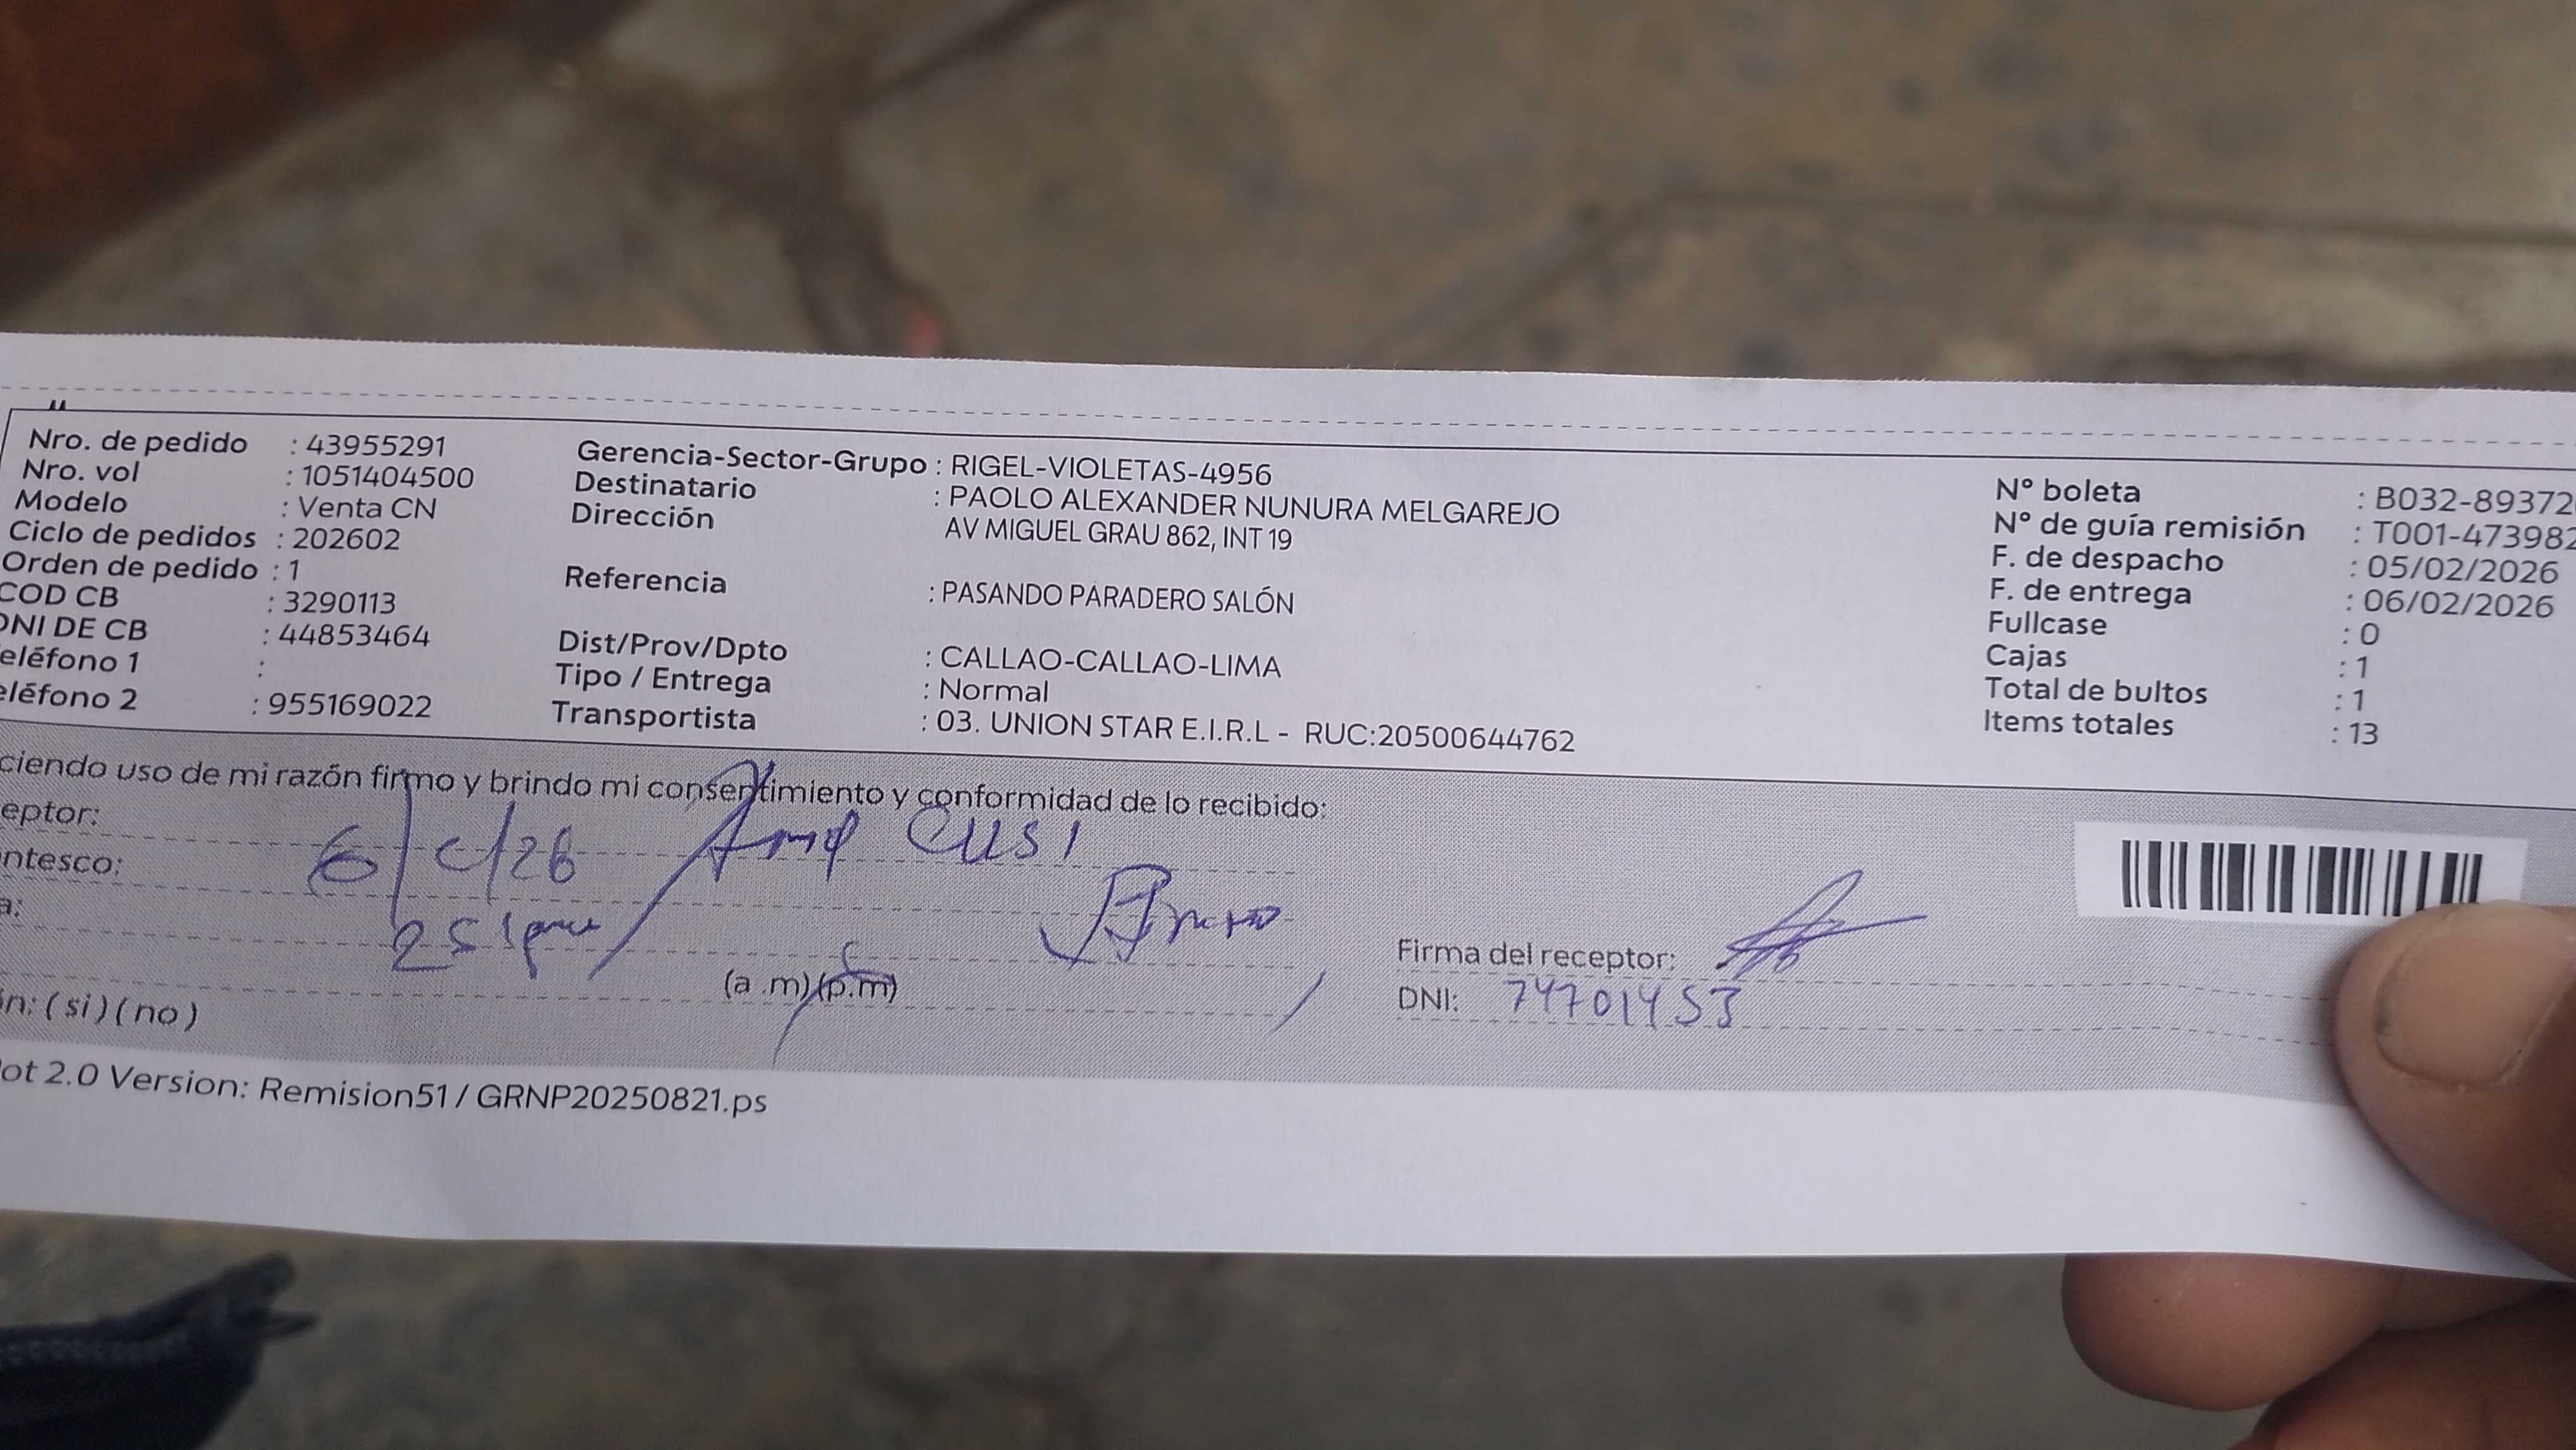 Nro. de pedido : 43955291
Nro. vol : 1051404500
Modelo : Venta CN
Ciclo de pedidos : 202602
Orden de pedido : 1
COD CB : 3290113
DNI DE CB : 44853464
eléfono 1 :
eléfono 2 : 955169022
Gerencia-Sector-Grupo : RIGEL-VIOLETAS-4956
Destinatario : PAOLO ALEXANDER NUNURA MELGAREJO
Dirección AV MIGUEL GRAU 862, INT 19
Referencia : PASANDO PARADERO SALÓN
Dist/Prov/Dpto : CALLAO-CALLAO-LIMA
Tipo / Entrega : Normal
Transportista : 03. UNION STAR E.I.R.L - RUC:20500644762
N° boleta : B032-89372
N° de guía remisión : T001-473982
F. de despacho : 05/02/2026
F. de entrega : 06/02/2026
Fullcase : 0
Cajas : 1
Total de bultos : 1
Items totales : 13
ciendo uso de mi razón firmo y brindo mi consentimiento y conformidad de lo recibido:
eptor:
CUSI
ntesco:
a:
(a .m) (p.m)
Firma del receptor:
DNI: 74701453
n: ( si ) ( no )
ot 2.0 Version: Remision51 / GRNP20250821.ps